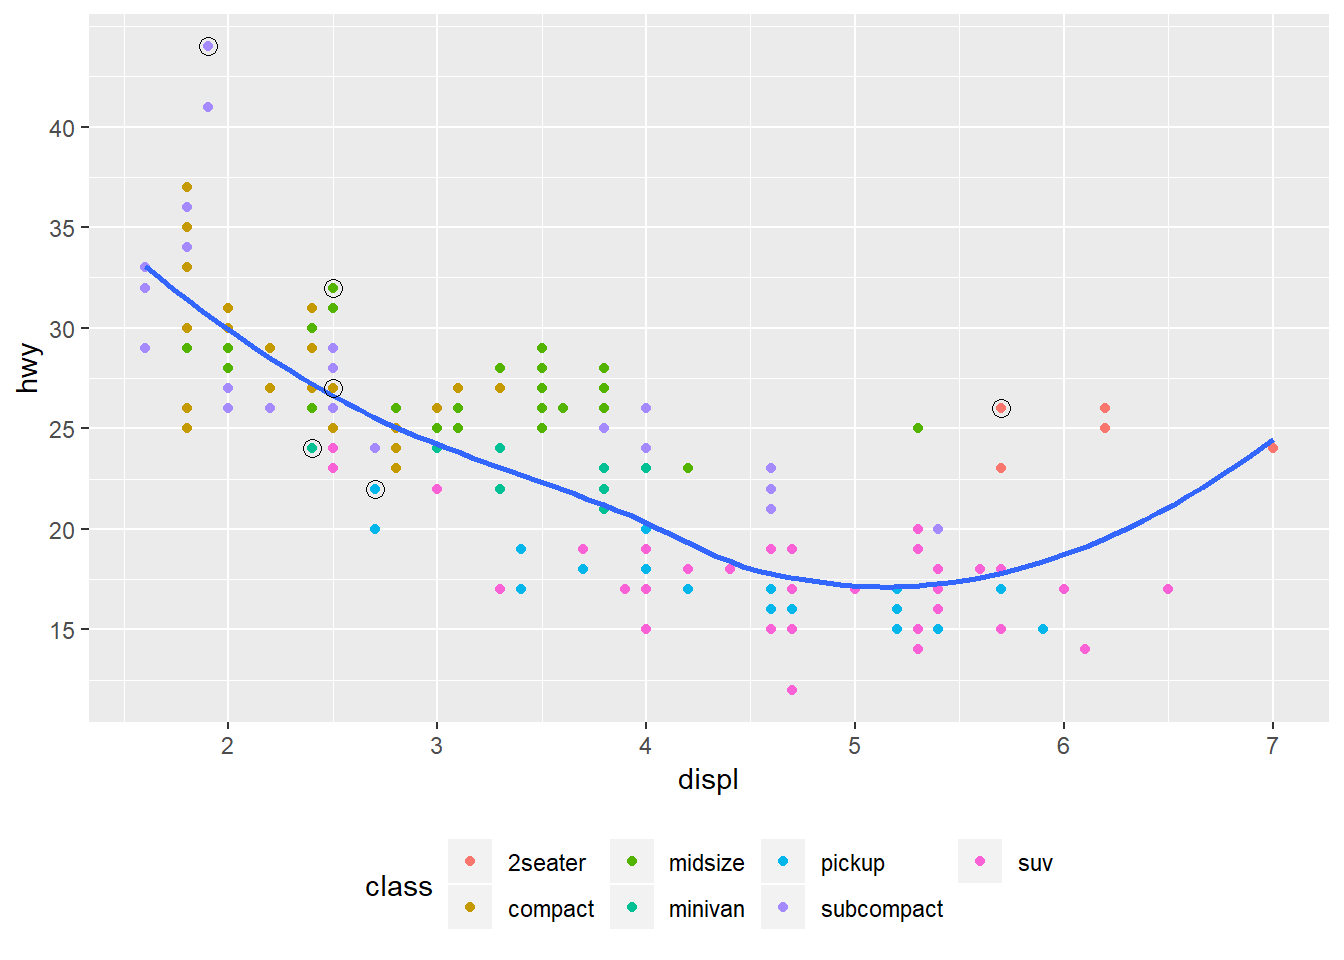 40
35
30
25
20
15
hwy
2 3 4 5 6 7
displ
class
2seater midsize pickup suv
compact minivan subcompact